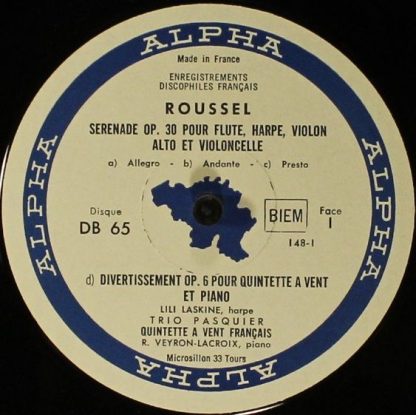 ALPHA
Made in France
ENREGISTREMENTS
DISCOPHILES FRANÇAIS
ROUSSEL
SERENADE OP. 30 POUR FLUTE, HARPE, VIOLON
ALTO ET VIOLONCELLE
a) Allegro - b) Andante - c) Presto
ALPHA
Disque
DB 65
BIEM
Face
I
148-1
ALPHA
d) DIVERTISSEMENT OP. 6 POUR QUINTETTE A VENT
ET PIANO
LILI LASKINE, harpe
TRIO PASQUIER
QUINTETTE A VENT FRANÇAIS
R. VEYRON-LACROIX, piano
Microsillon 33 Tours
ALPHA
ALPHA
ALPHA